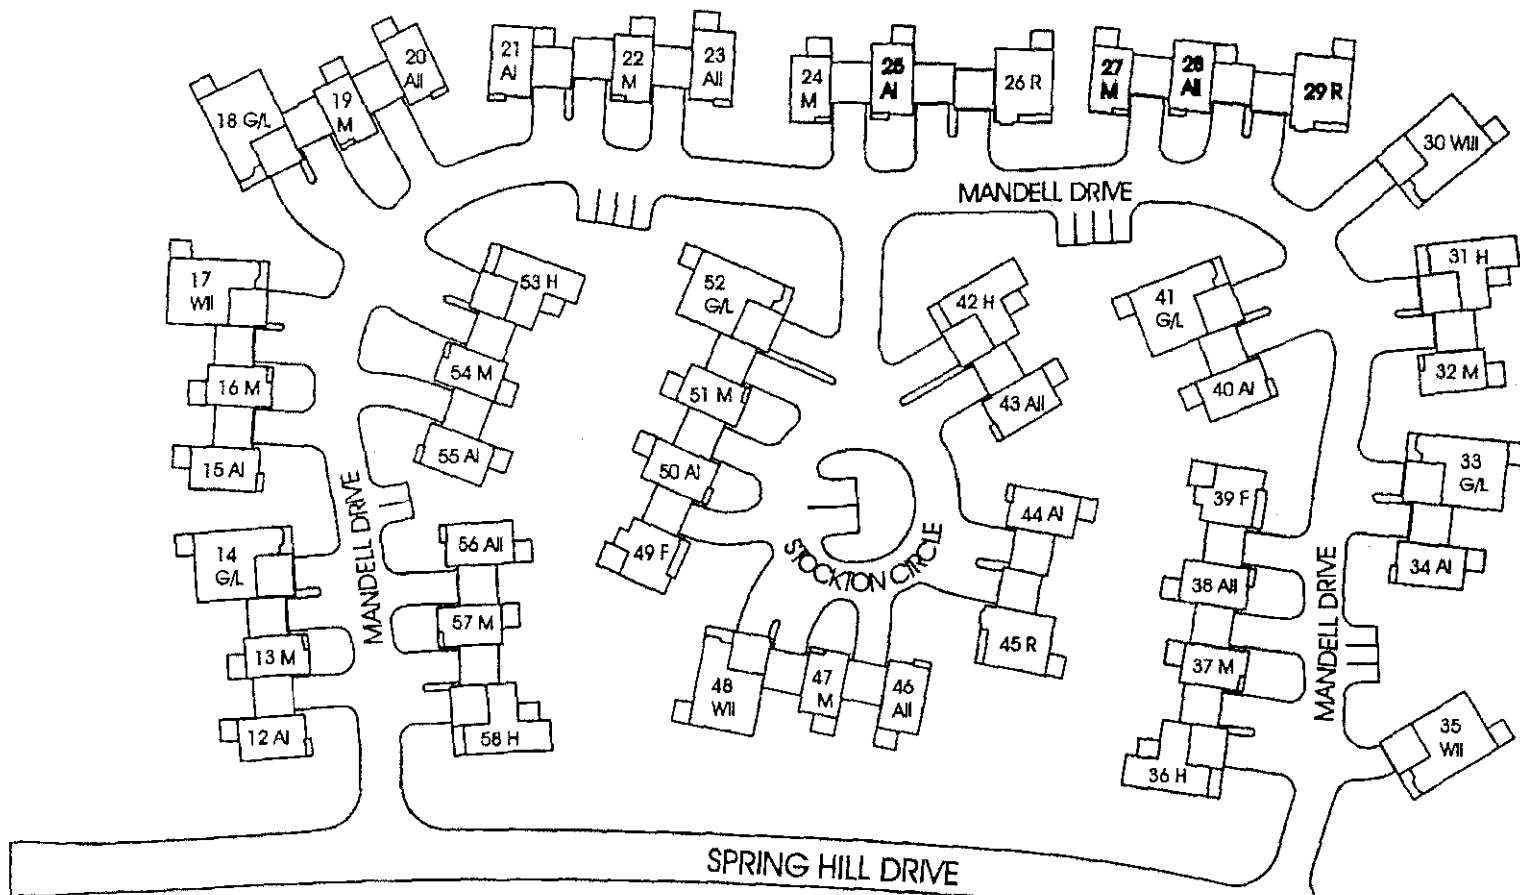 20
AII
21
AI
22
M
23
AII
24
M
25
AI
26 R
27
M
28
AII
29 R
19
M
18 G/L
30 WIII
MANDELL DRIVE
17
WII
53 H
52
G/L
42 H
41
G/L
31 H
16 M
54 M
51 M
43 AII
40 AI
32 M
15 AI
55 AI
50 AI
33
G/L
39 F
44 AI
MANDELL DRIVE
14
G/L
56 AII
49 F
STOCKTON CIRCLE
34 AI
38 AII
MANDELL DRIVE
13 M
57 M
45 R
37 M
48
WII
47
M
46
AII
12 AI
58 H
36 H
35
WII
SPRING HILL DRIVE